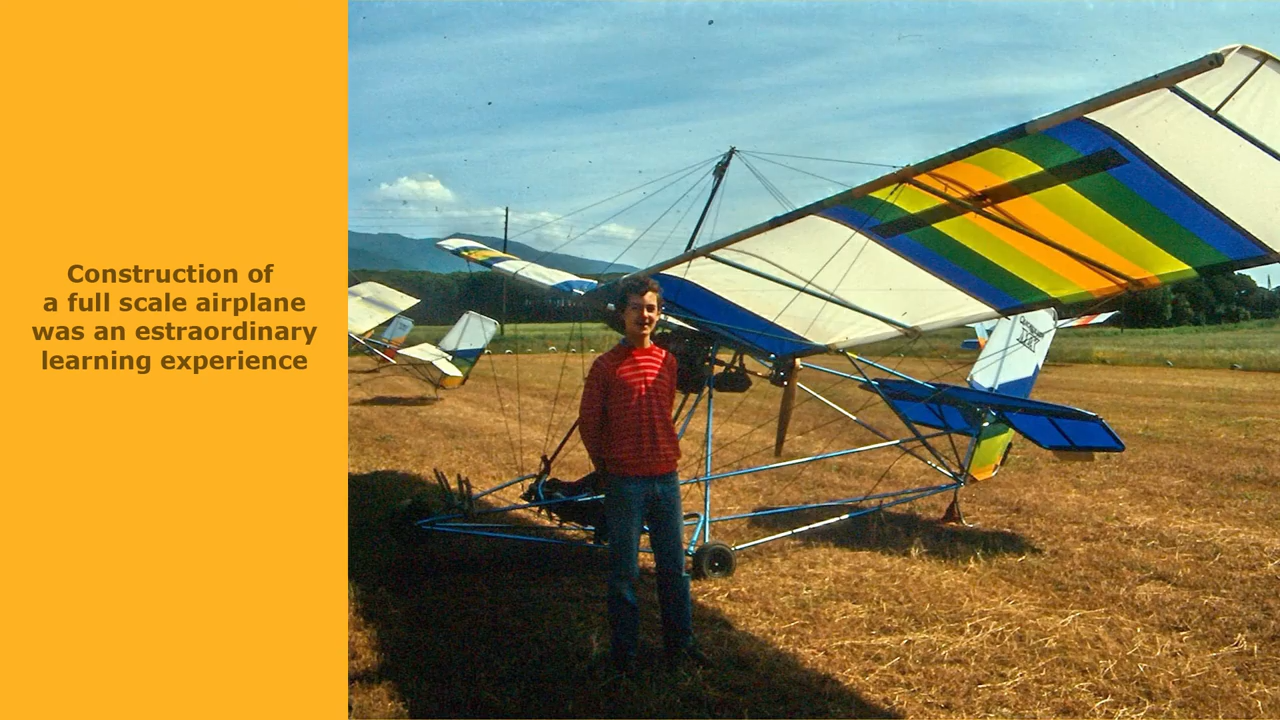 Construction of
a full scale airplane
was an estraordinary
learning experience